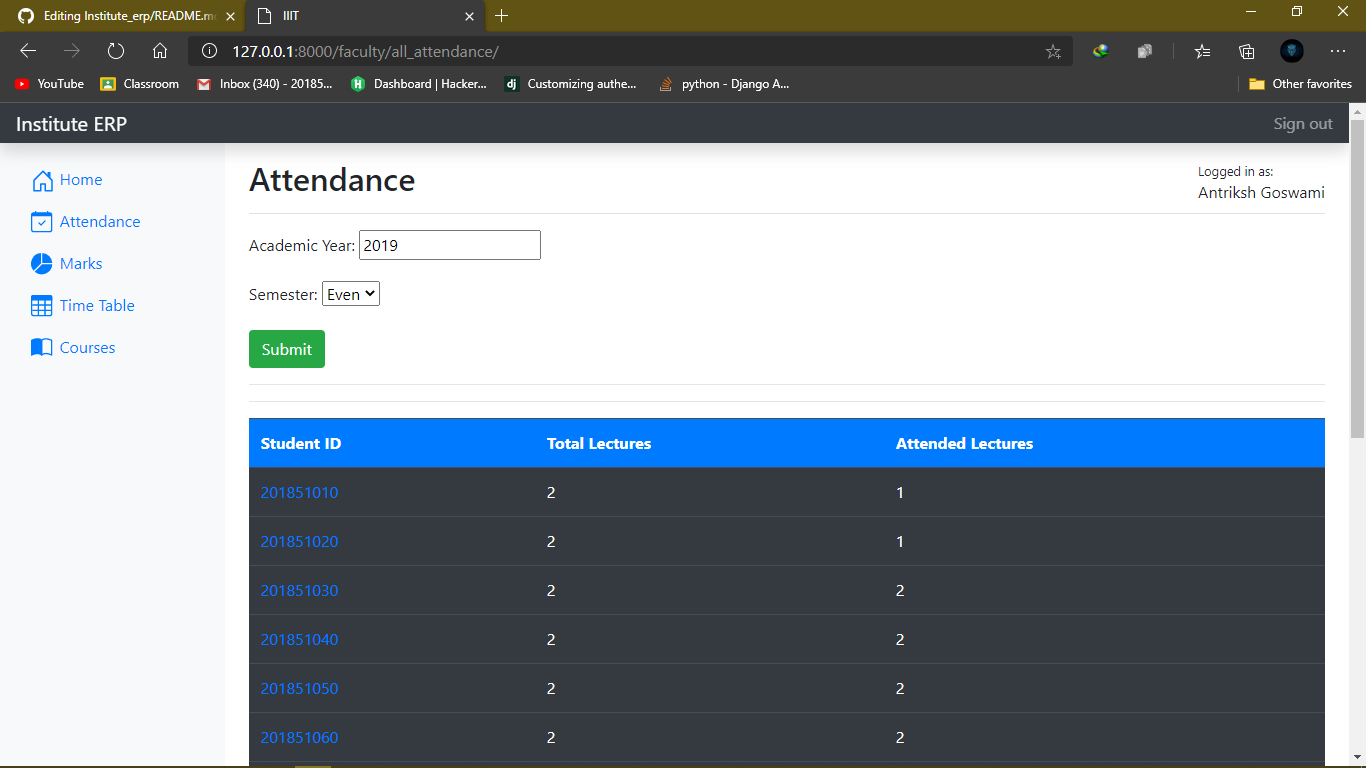 Editing Institute_erp/README.m
IIIT
127.0.0.1:8000/faculty/all_attendance/
YouTube
Classroom
Inbox (340) - 20185...
Dashboard | Hacker...
Customizing authe...
python - Django A...
Other favorites
Institute ERP
Sign out
Home
Attendance
Marks
Time Table
Courses
Attendance
Logged in as:
Antriksh Goswami
Academic Year: 2019
Semester: Even
Submit
Student ID Total Lectures Attended Lectures
201851010 2 1
201851020 2 1
201851030 2 2
201851040 2 2
201851050 2 2
201851060 2 2